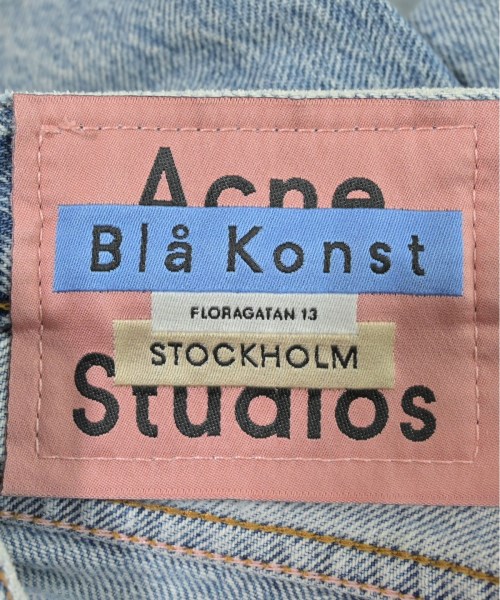 Acne
Blå Konst
FLORAGATAN 13
STOCKHOLM
Studios